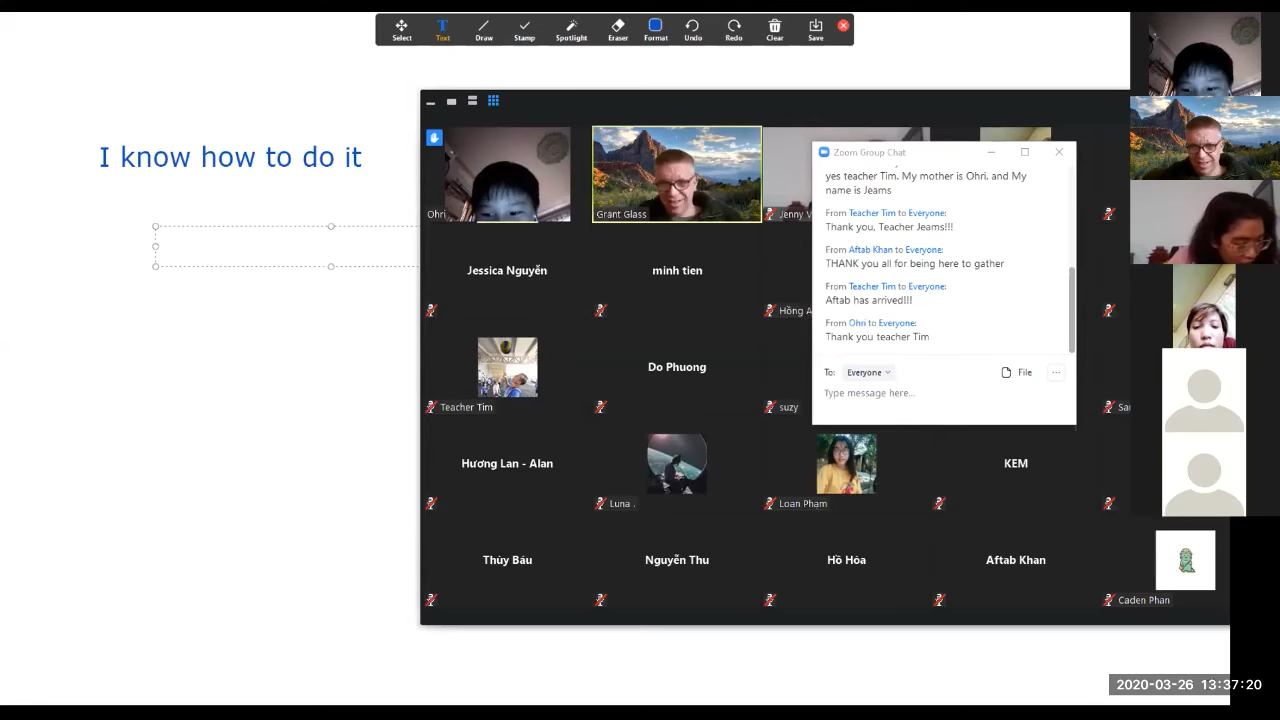 Select Text Draw Stamp Spotlight Eraser Format Undo Redo Clear Save
I know how to do it
Zoom Group Chat
yes teacher Tim. My mother is Ohri, and My
name is Jeams
From Teacher Tim to Everyone:
Thank you, Teacher Jeams!!!
From Aftab Khan to Everyone:
THANK you all for being here to gather
From Teacher Tim to Everyone:
Aftab has arrived!!!
From Ohri to Everyone:
Thank you teacher Tim
To: Everyone File
Type message here...
Ohri Grant Glass Jenny V
Jessica Nguyễn minh tien
Hồng A
Do Phuong
Teacher Tim suzy Sar
Hương Lan - Alan KEM
Luna . Loan Pham
Thùy Báu Nguyễn Thu Hồ Hóa Aftab Khan
Caden Phan
2020-03-26 13:37:20